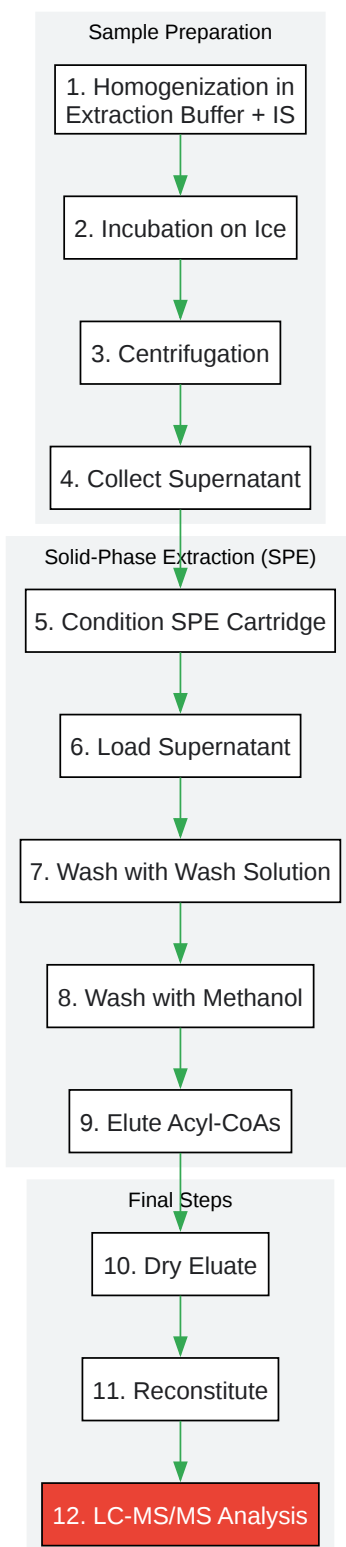 Sample Preparation
1. Homogenization in
Extraction Buffer + IS
2. Incubation on Ice
3. Centrifugation
4. Collect Supernatant
Solid-Phase Extraction (SPE)
5. Condition SPE Cartridge
6. Load Supernatant
7. Wash with Wash Solution
8. Wash with Methanol
9. Elute Acyl-CoAs
Final Steps
10. Dry Eluate
11. Reconstitute
12. LC-MS/MS Analysis